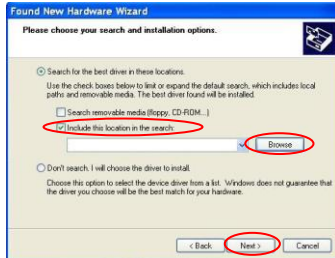 Found New Hardware Wizard
Please choose your search and installation options.
Search for the best driver in these locations.
Use the check boxes below to limit or expand the default search, which includes local
paths and removable media. The best driver found will be installed.
Search removable media (floppy, CD-ROM...)
Include this location in the search:
Browse
Don't search. I will choose the driver to install.
Choose this option to select the device driver from a list. Windows does not guarantee that
the driver you choose will be the best match for your hardware.
< Back Next > Cancel